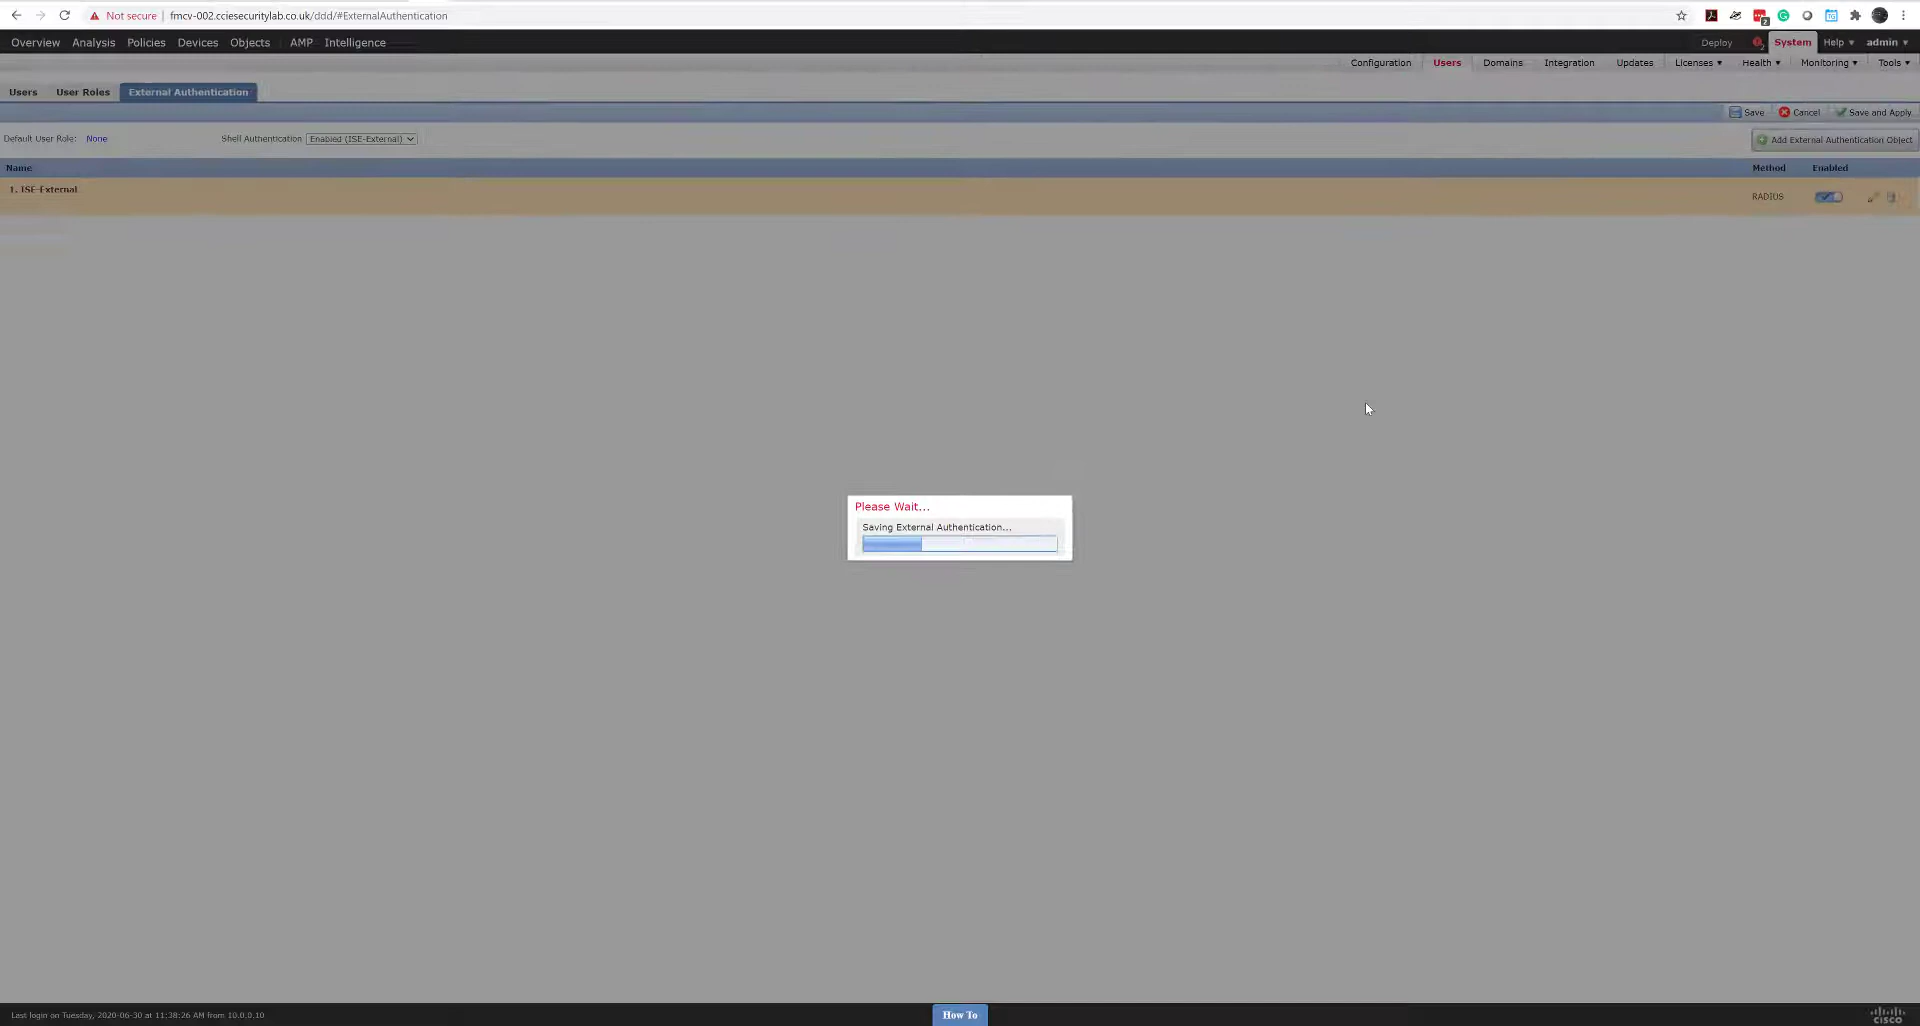 Not secure | fmcv-002.cciesecuritylab.co.uk/ddd/#ExternalAuthentication
2
Overview Analysis Policies Devices Objects AMP Intelligence Deploy System Help ▾ admin ▾
Configuration Users Domains Integration Updates Licenses ▾ Health ▾ Monitoring ▾ Tools ▾
Users User Roles External Authentication
Save Cancel Save and Apply
Default User Role: None Shell Authentication Enabled (ISE-External) Add External Authentication Object
Name Method Enabled
1. ISE-External
RADIUS
Please Wait...
Saving External Authentication...
Last login on Tuesday, 2020-06-30 at 11:38:26 AM from 10.0.0.10 How To
CISCO